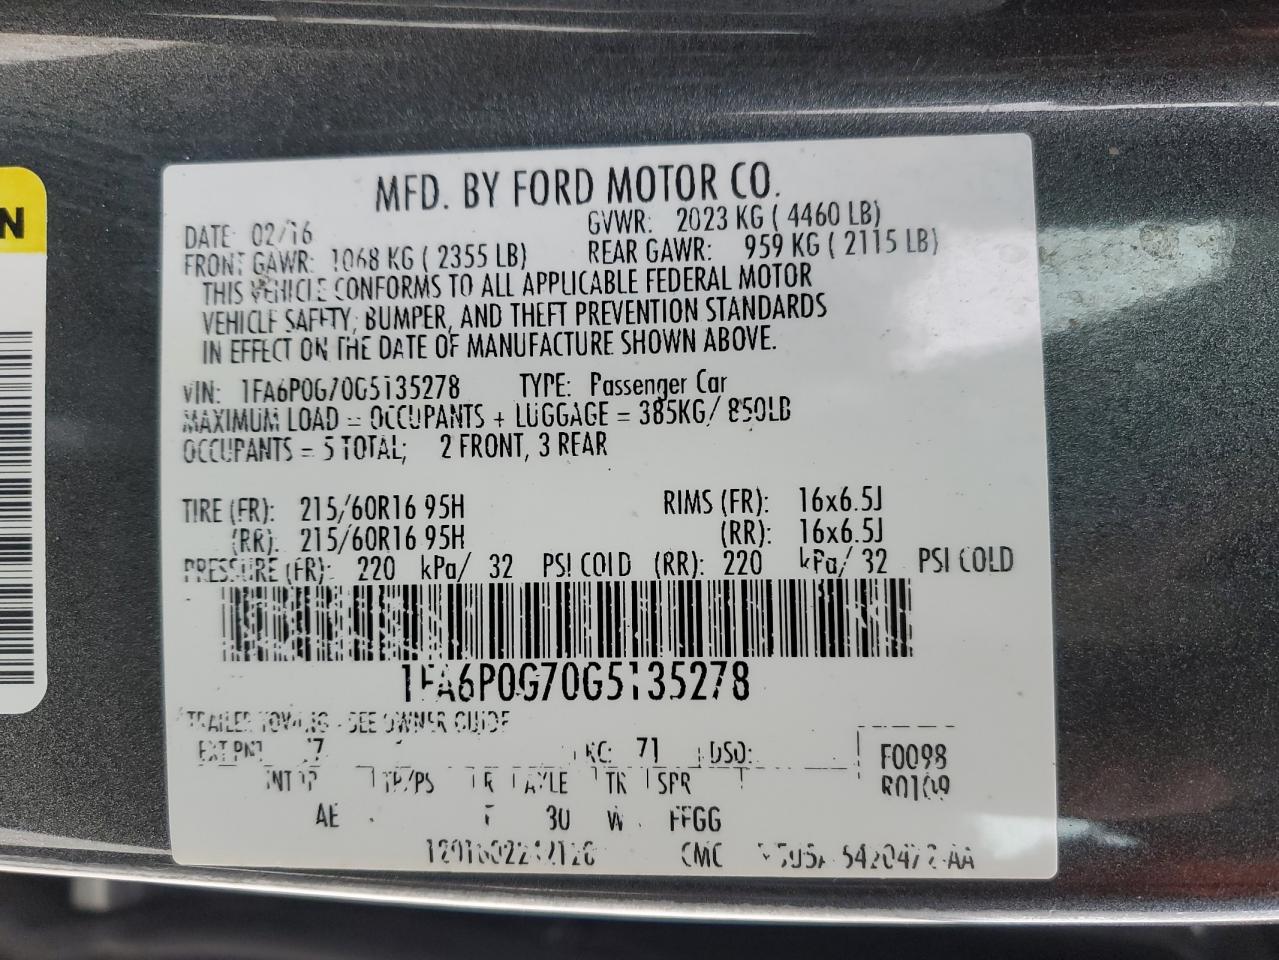 N
MFD. BY FORD MOTOR CO.
DATE: 02/16 GVWR: 2023 KG ( 4460 LB)
FRONT GAWR: 1068 KG ( 2355 LB) REAR GAWR: 959 KG ( 2115 LB)
THIS VEHICLE CONFORMS TO ALL APPLICABLE FEDERAL MOTOR
VEHICLE SAFETY, BUMPER, AND THEFT PREVENTION STANDARDS
IN EFFECT ON THE DATE OF MANUFACTURE SHOWN ABOVE.
VIN: 1FA6P0G70G5135278 TYPE: Passenger Car
MAXIMUM LOAD = OCCUPANTS + LUGGAGE = 385KG/ 850LB
OCCUPANTS = 5 TOTAL; 2 FRONT, 3 REAR
TIRE (FR): 215/60R16 95H RIMS (FR): 16x6.5J
(RR): 215/60R16 95H (RR): 16x6.5J
PRESSURE (FR): 220 kPa/ 32 PSI COLD (RR): 220 kPa/ 32 PSI COLD
1FA6P0G70G5135278
TRAILER TOWING - SEE OWNER GUIDE
EXT PNT: RC: 71 DSO: F0098
INT TR TP/PS R AXLE TR SPR R0109
AE 30 W FFGG
CMC